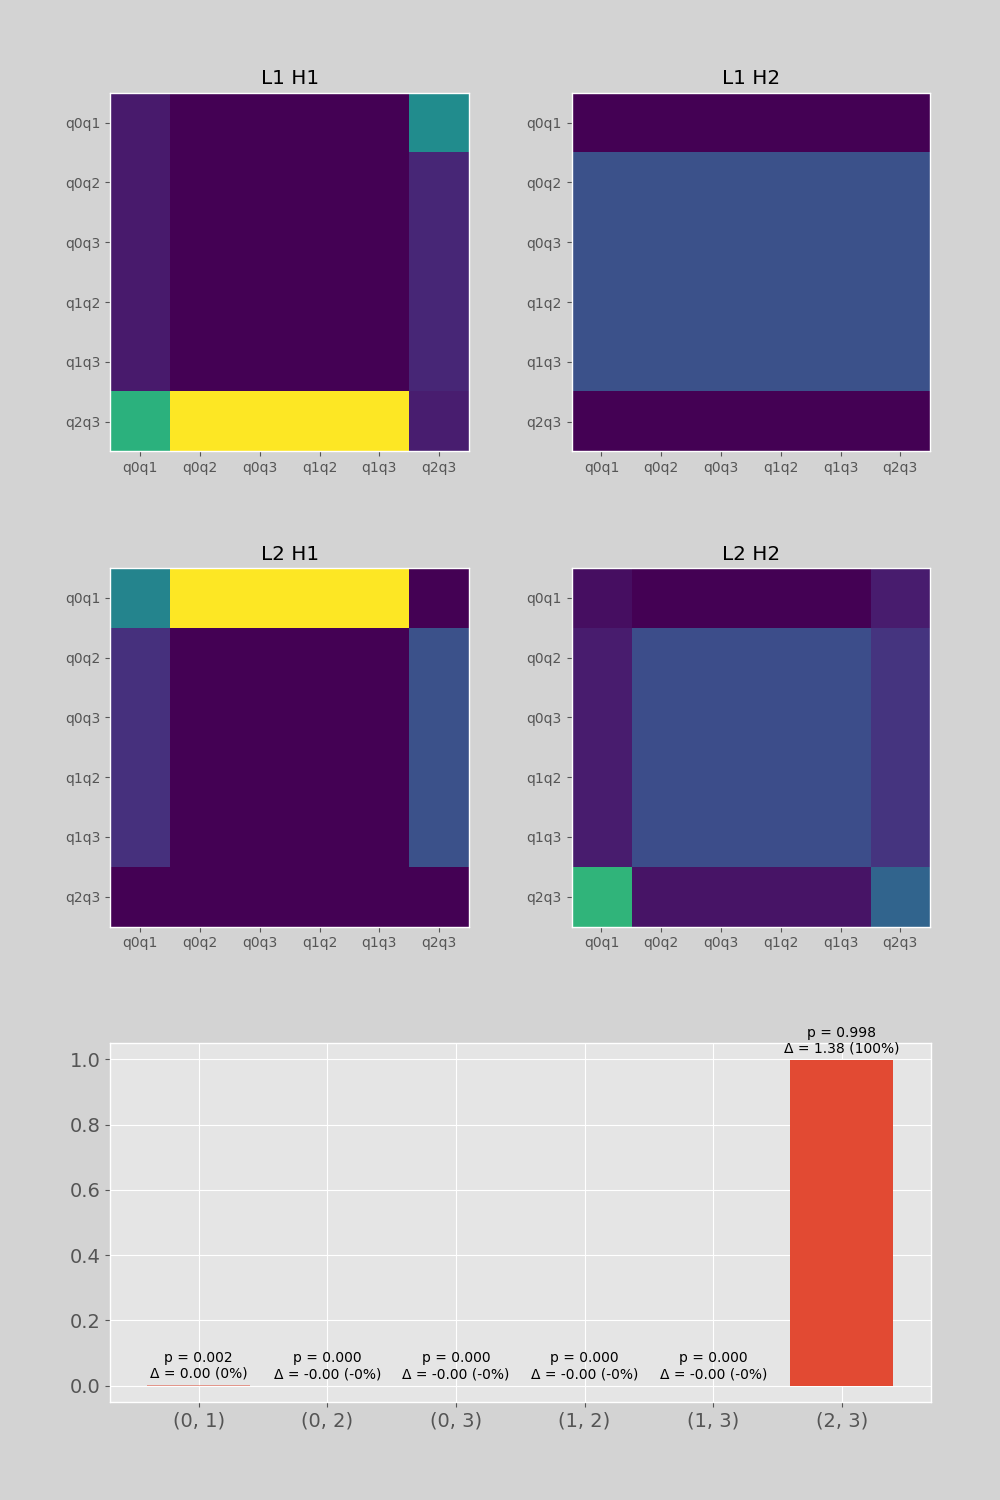 L1 H1
q0q1
q0q2
q0q3
q1q2
q1q3
q2q3
q0q1 q0q2 q0q3 q1q2 q1q3 q2q3
L1 H2
q0q1
q0q2
q0q3
q1q2
q1q3
q2q3
q0q1 q0q2 q0q3 q1q2 q1q3 q2q3
L2 H1
q0q1
q0q2
q0q3
q1q2
q1q3
q2q3
q0q1 q0q2 q0q3 q1q2 q1q3 q2q3
L2 H2
q0q1
q0q2
q0q3
q1q2
q1q3
q2q3
q0q1 q0q2 q0q3 q1q2 q1q3 q2q3
1.0
0.8
0.6
0.4
0.2
0.0
p = 0.002
Δ = 0.00 (0%)
p = 0.000
Δ = -0.00 (-0%)
p = 0.000
Δ = -0.00 (-0%)
p = 0.000
Δ = -0.00 (-0%)
p = 0.000
Δ = -0.00 (-0%)
p = 0.998
Δ = 1.38 (100%)
(0, 1) (0, 2) (0, 3) (1, 2) (1, 3) (2, 3)